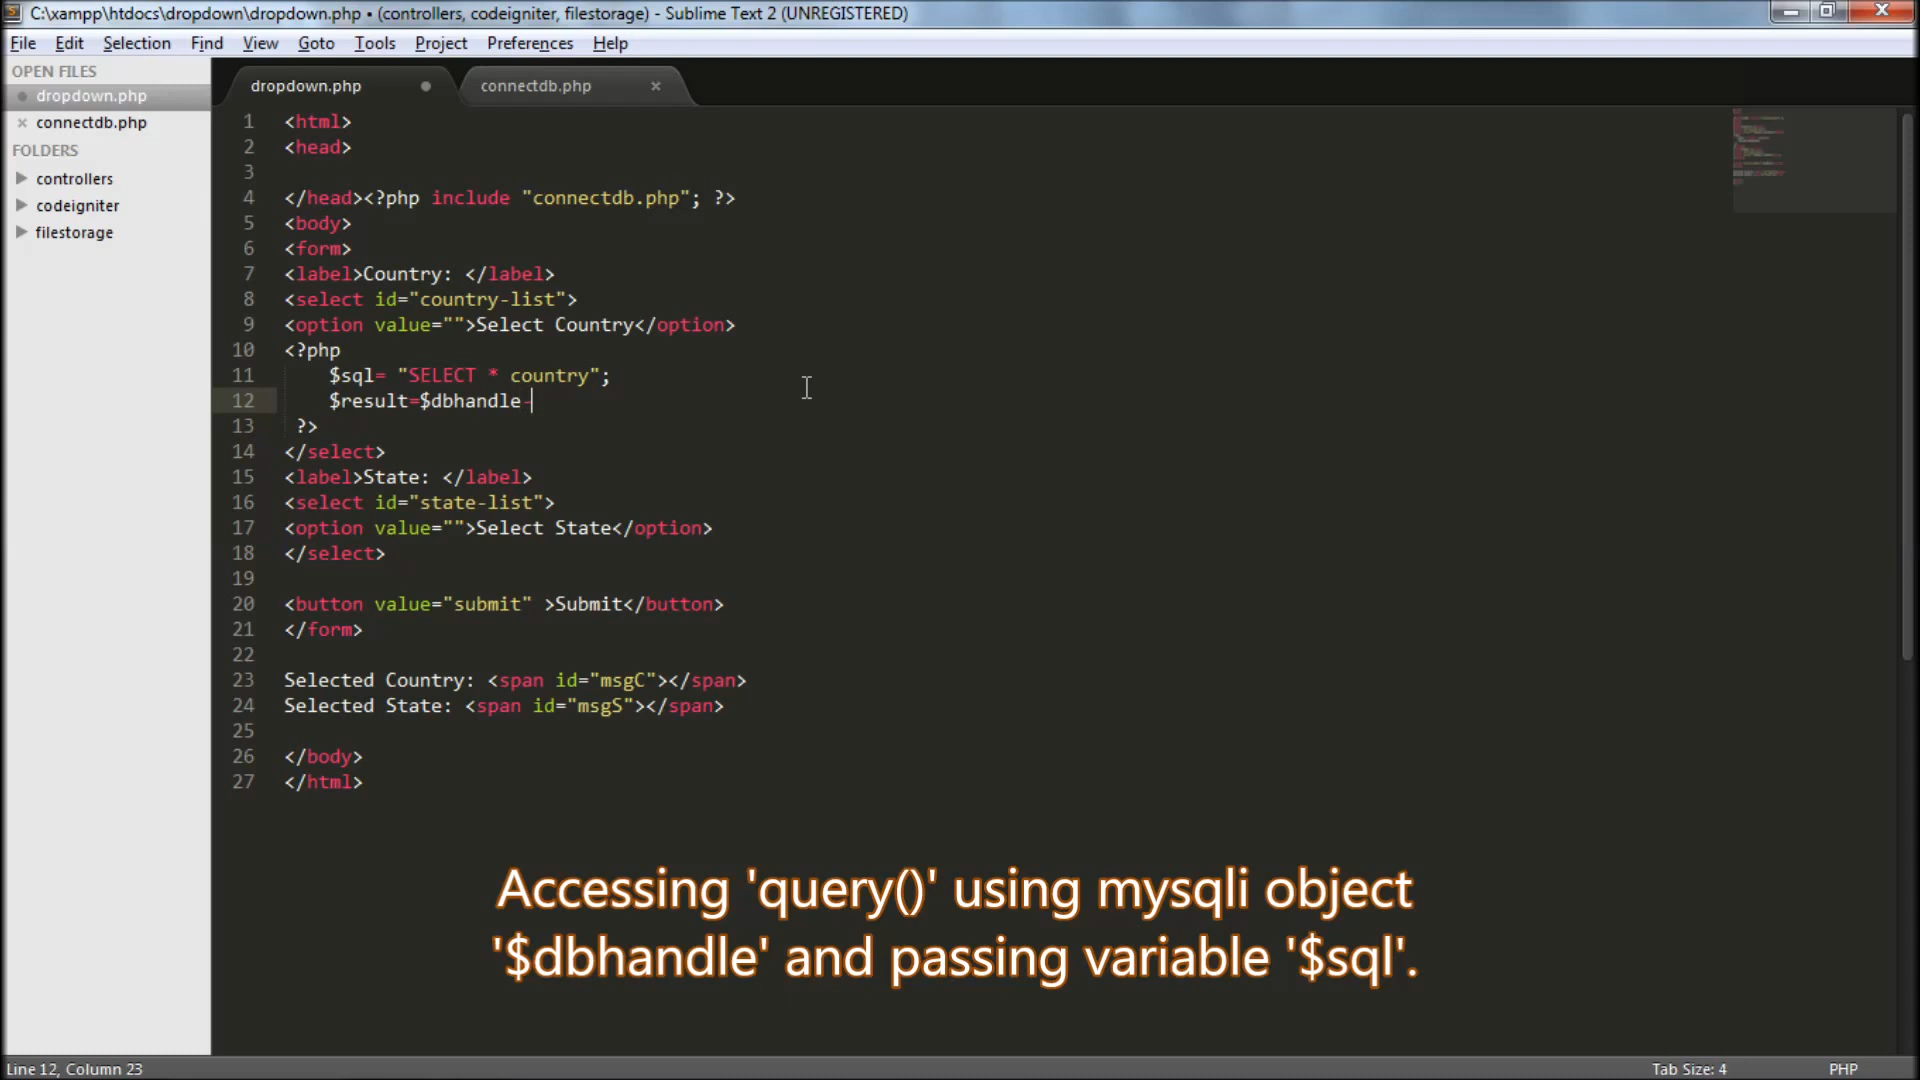 C:\xampp\htdocs\dropdown\dropdown.php • (controllers, codeigniter, filestorage) - Sublime Text 2 (UNREGISTERED)
File Edit Selection Find View Goto Tools Project Preferences Help
OPEN FILES
dropdown.php
connectdb.php
FOLDERS
controllers
codeigniter
filestorage
dropdown.php
connectdb.php
1 <html>
2 <head>
3
4 </head><?php include "connectdb.php"; ?>
5 <body>
6 <form>
7 <label>Country: </label>
8 <select id="country-list">
9 <option value="">Select Country</option>
10 <?php
11 $sql= "SELECT * country";
12 $result=$dbhandle-
13 ?>
14 </select>
15 <label>State: </label>
16 <select id="state-list">
17 <option value="">Select State</option>
18 </select>
19
20 <button value="submit" >Submit</button>
21 </form>
22
23 Selected Country: <span id="msgC"></span>
24 Selected State: <span id="msgS"></span>
25
26 </body>
27 </html>
Accessing 'query()' using mysqli object
'$dbhandle' and passing variable '$sql'.
Line 12, Column 23
Tab Size: 4
PHP